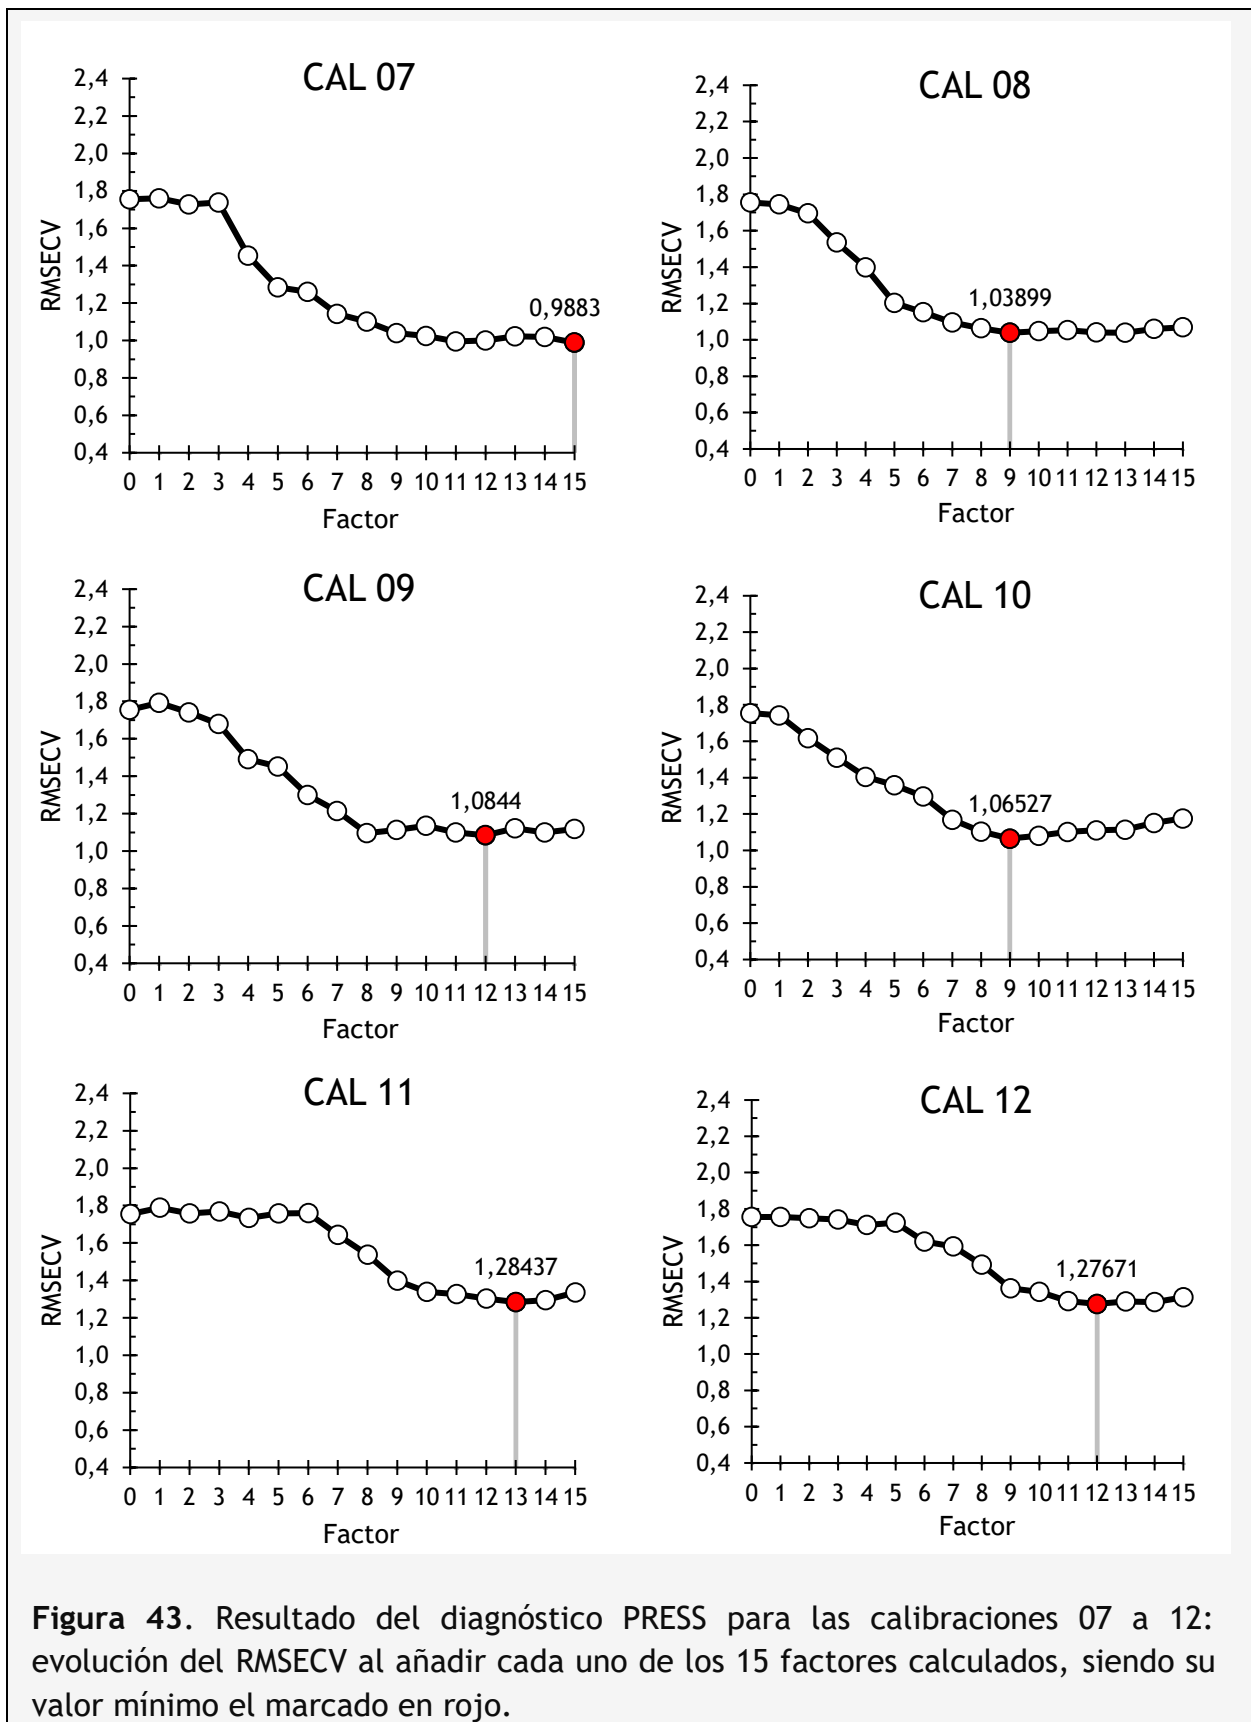 CAL 07
2,4
2,2
2,0
1,8
1,6
1,4
1,2
1,0
0,8
0,6
0,4
RMSECV
0,9883
0 1 2 3 4 5 6 7 8 9 10 11 12 13 14 15
Factor
CAL 08
2,4
2,2
2,0
1,8
1,6
1,4
1,2
1,0
0,8
0,6
0,4
RMSECV
1,03899
0 1 2 3 4 5 6 7 8 9 10 11 12 13 14 15
Factor
CAL 09
2,4
2,2
2,0
1,8
1,6
1,4
1,2
1,0
0,8
0,6
0,4
RMSECV
1,0844
0 1 2 3 4 5 6 7 8 9 10 11 12 13 14 15
Factor
CAL 10
2,4
2,2
2,0
1,8
1,6
1,4
1,2
1,0
0,8
0,6
0,4
RMSECV
1,06527
0 1 2 3 4 5 6 7 8 9 10 11 12 13 14 15
Factor
CAL 11
2,4
2,2
2,0
1,8
1,6
1,4
1,2
1,0
0,8
0,6
0,4
RMSECV
1,28437
0 1 2 3 4 5 6 7 8 9 10 11 12 13 14 15
Factor
CAL 12
2,4
2,2
2,0
1,8
1,6
1,4
1,2
1,0
0,8
0,6
0,4
RMSECV
1,27671
0 1 2 3 4 5 6 7 8 9 10 11 12 13 14 15
Factor
Figura 43. Resultado del diagnóstico PRESS para las calibraciones 07 a 12:
evolución del RMSECV al añadir cada uno de los 15 factores calculados, siendo su
valor mínimo el marcado en rojo.